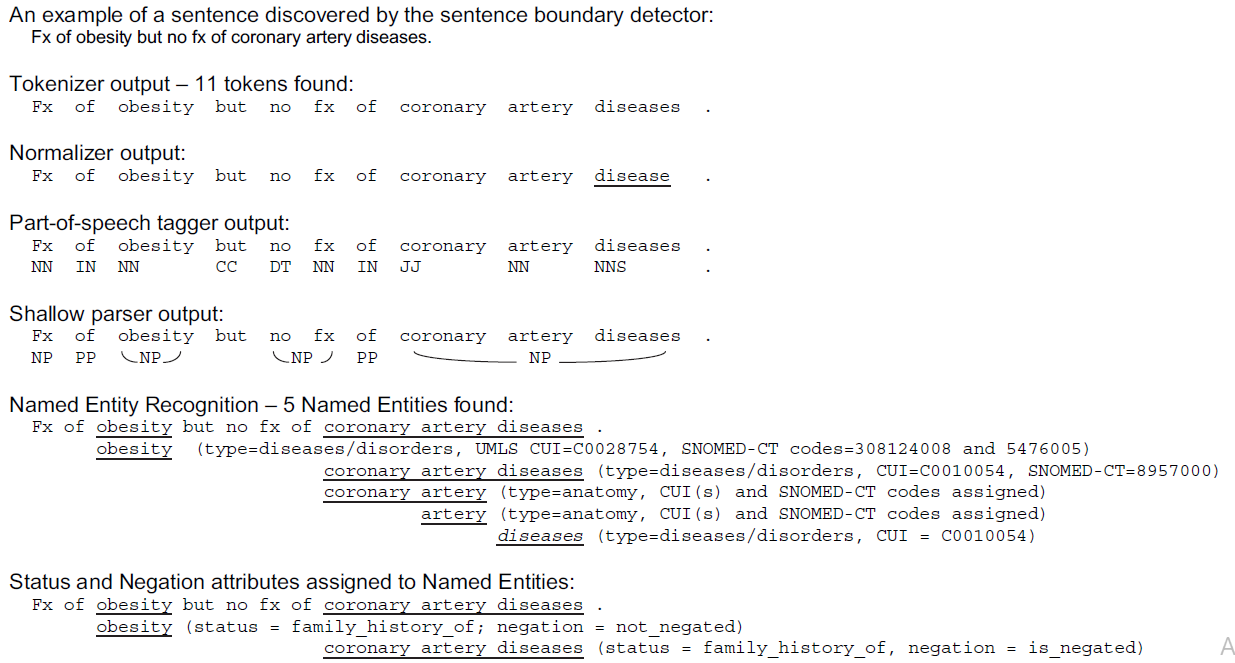 An example of a sentence discovered by the sentence boundary detector:
Fx of obesity but no fx of coronary artery diseases.
Tokenizer output – 11 tokens found:
Fx of obesity but no fx of coronary artery diseases .
Normalizer output:
Fx of obesity but no fx of coronary artery disease .
Part-of-speech tagger output:
Fx of obesity but no fx of coronary artery diseases .
NN IN NN CC DT NN IN JJ NN NNS .
Shallow parser output:
Fx of obesity but no fx of coronary artery diseases .
NP PP NP NP PP NP
Named Entity Recognition – 5 Named Entities found:
Fx of obesity but no fx of coronary artery diseases .
obesity (type=diseases/disorders, UMLS CUI=C0028754, SNOMED-CT codes=308124008 and 5476005)
coronary artery diseases (type=diseases/disorders, CUI=C0010054, SNOMED-CT=8957000)
coronary artery (type=anatomy, CUI(s) and SNOMED-CT codes assigned)
artery (type=anatomy, CUI(s) and SNOMED-CT codes assigned)
diseases (type=diseases/disorders, CUI = C0010054)
Status and Negation attributes assigned to Named Entities:
Fx of obesity but no fx of coronary artery diseases .
obesity (status = family_history_of; negation = not_negated)
coronary artery diseases (status = family_history_of, negation = is_negated)
A